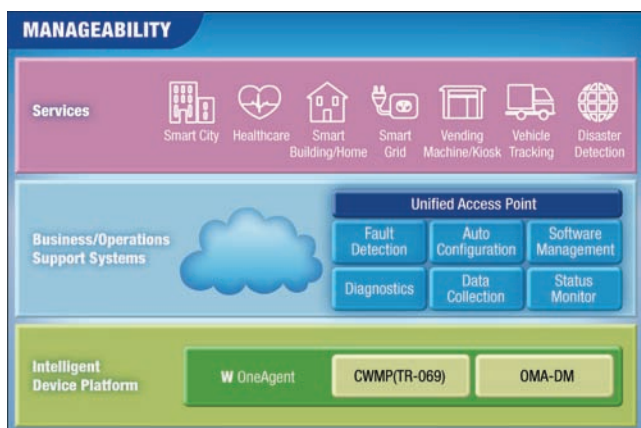 MANAGEABILITY
Services
Smart City
Healthcare
Smart
Building/Home
Smart
Grid
Vending
Machine/Kiosk
Vehicle
Tracking
Disaster
Detection
Business/Operations
Support Systems
Unified Access Point
Fault
Detection
Auto
Configuration
Software
Management
Diagnostics
Data
Collection
Status
Monitor
Intelligent
Device Platform
W OneAgent
CWMP(TR-069)
OMA-DM